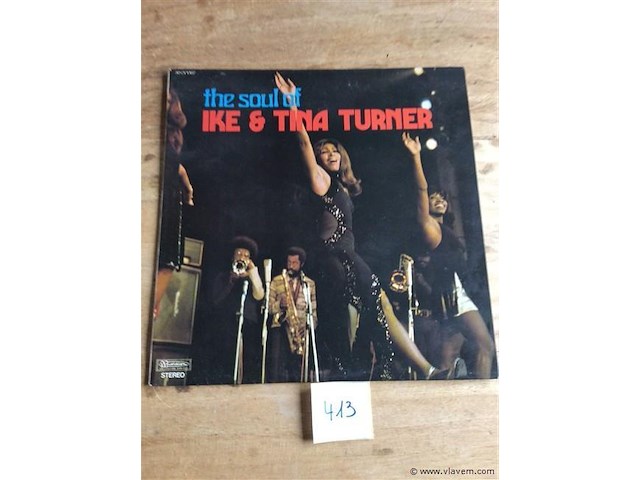 the soul of
IKE & TINA TURNER
STEREO
413
© www.vlavem.com